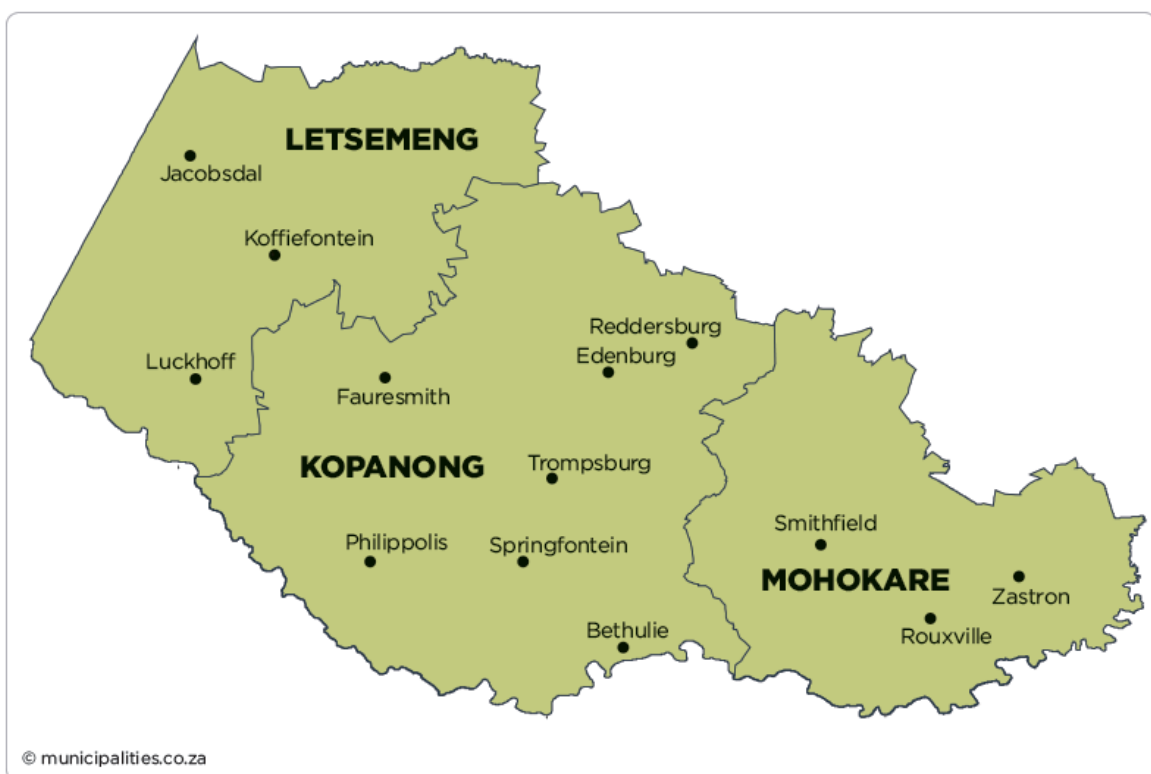 LETSEMENG
Jacobsdal
Koffiefontein
Luckhoff
Reddersburg
Edenburg
Fauresmith
KOPANONG
Trompsburg
Philippolis
Springfontein
Bethulie
Smithfield
MOHOKARE
Zastron
Rouxville
© municipalities.co.za